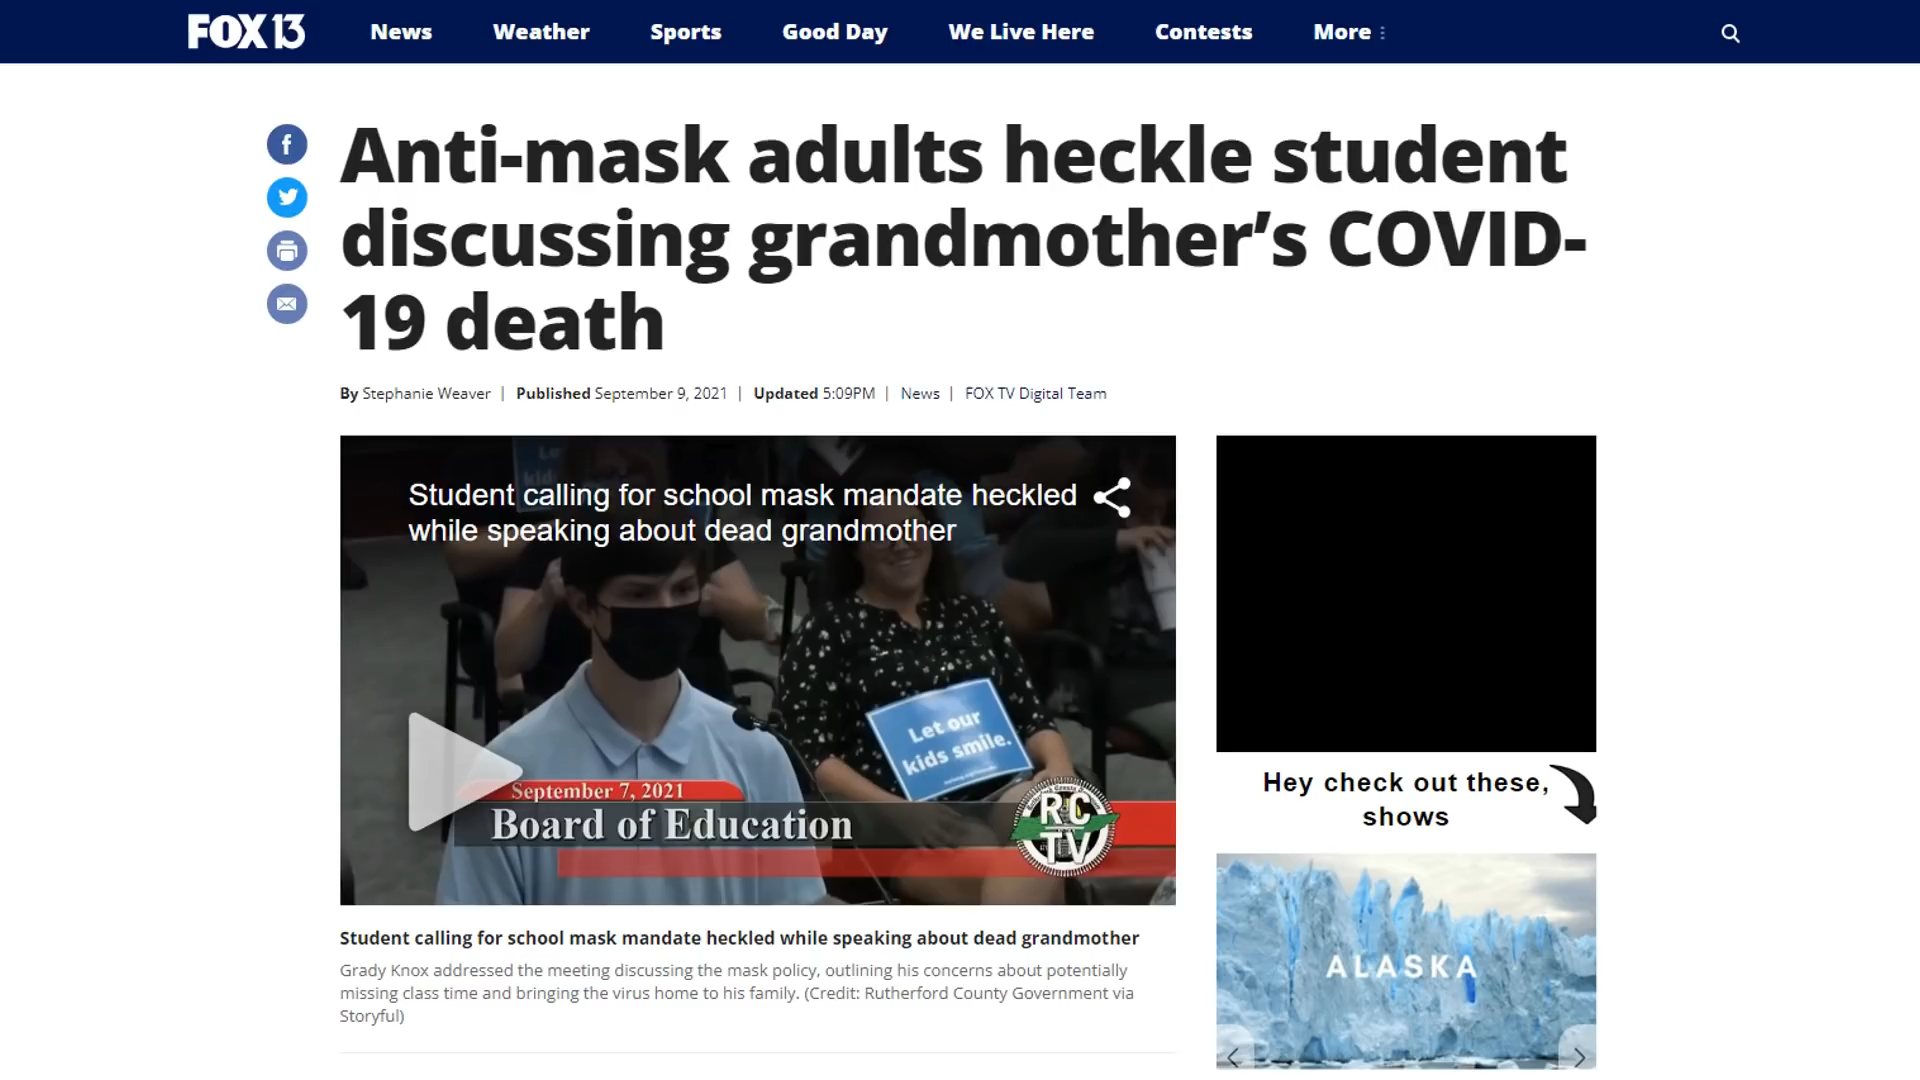 FOX 13 News Weather Sports Good Day We Live Here Contests More
Anti-mask adults heckle student
discussing grandmother's COVID-
19 death
By Stephanie Weaver | Published September 9, 2021 | Updated 5:09PM | News | FOX TV Digital Team
Student calling for school mask mandate heckled
while speaking about dead grandmother
Let our
kids smile.
September 7, 2021
Board of Education
RC
TV
Student calling for school mask mandate heckled while speaking about dead grandmother
Grady Knox addressed the meeting discussing the mask policy, outlining his concerns about potentially
missing class time and bringing the virus home to his family. (Credit: Rutherford County Government via
Storyful)
Hey check out these,
shows
ALASKA